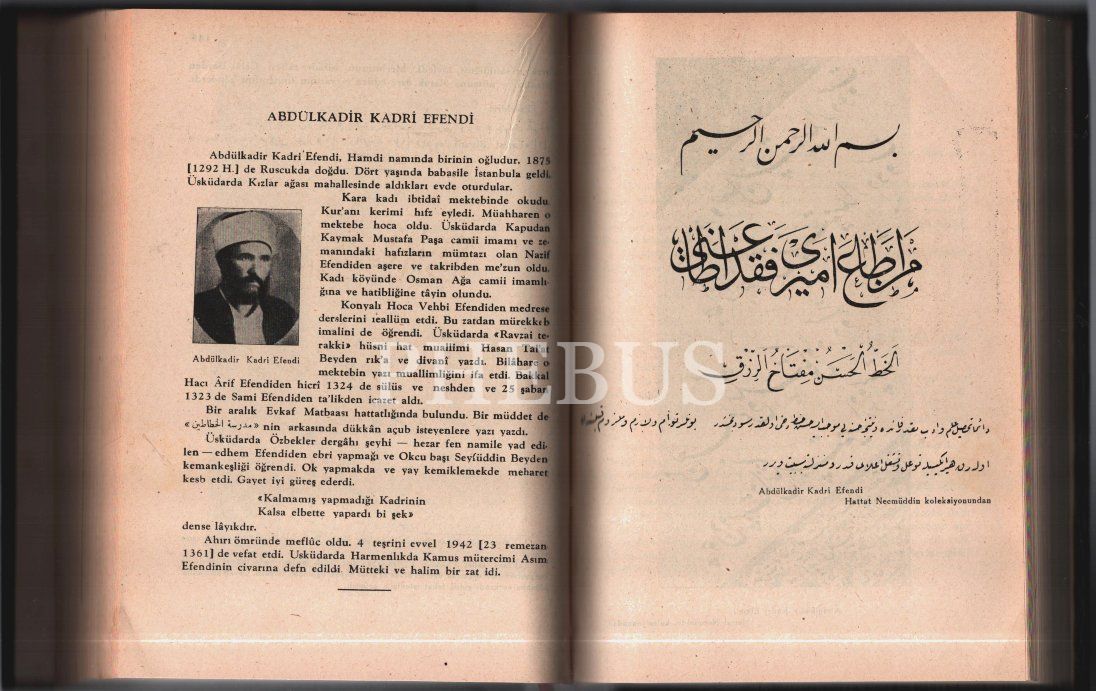 ABDÜLKADİR KADRİ EFENDİ
Abdülkadir Kadri Efendi, Hamdi namında birinin oğludur. 1875
[1292 H.] de Ruscukda doğdu. Dört yaşında babasile İstanbula geldi.
Üsküdarda Kızlar ağası mahallesinde aldıkları evde oturdular.
Kara kadı ibtidaî mektebinde okudu.
Kur'anı kerimi hıfz eyledi. Müahharen o
mektebe hoca oldu. Üsküdarda Kapudan
Kaymak Mustafa Paşa camii imamı ve ze-
manındaki hafızların mümtazı olan Nazif
Efendiden aşere ve takribden me'zun oldu.
Kadı köyünde Osman Ağa camii imamlı-
ğına ve hatibliğine tâyin olundu.
Konyalı Hoca Vehbi Efendiden medrese
derslerini teallüm etdi. Bu zatdan mürekkeb
imalini de öğrendi. Üsküdarda «Ravzai te-
rakki» hüsni hat muallimi Hasan Tal'at
Beyden rık'a ve divanî yazdı. Bilâhare o
mektebin yazı muallimliğini ifa etdi. Bakkal
Abdülkadir Kadri Efendi
Hacı Ârif Efendiden hicrî 1324 de sülüs ve neshden ve 25 şaban
1323 de Sami Efendiden ta'likden icazet aldı.
Bir aralık Evkaf Matbaası hattatlığında bulundu. Bir müddet de
«مدرسة الخطاطين» nin arkasında dükkân açub isteyenlere yazı yazdı.
Üsküdarda Özbekler dergâhı şeyhi — hezar fen namile yad edi-
len — edhem Efendiden ebri yapmağı ve Okcu başı Seyfüddin Beyden
kemankeşliği öğrendi. Ok yapmakda ve yay kemiklemekde meharet
kesb etdi. Gayet iyi güreş ederdi.
«Kalmamış yapmadığı Kadrinin
Kalsa elbette yapardı bi şek»
dense lâyıkdır.
Ahırı ömründe meflûc oldu. 4 teşrini evvel 1942 [23 remezan
1361] de vefat etdi. Usküdarda Harmenlıkda Kamus mütercimi Asım
Efendinin civarına defn edildi. Mütteki ve halim bir zat idi.
بسم الله الرحمن الرحيم
من اطاع اميرى فقد اطاعنى
الخط الحسن مفتاح الرزق
Abdülkadir Kadri Efendi
Hattat Necmüddin koleksiyonundan
PHEBUS